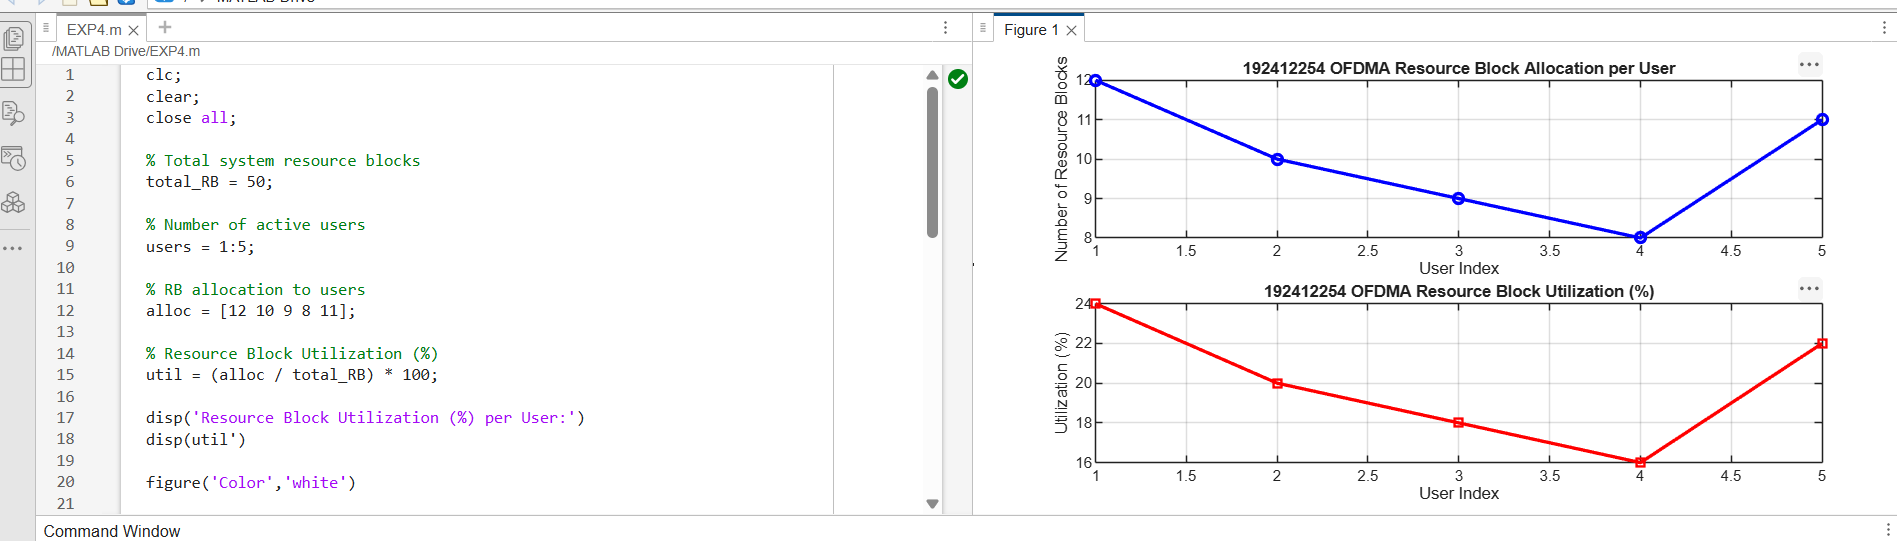 EXP4.m
/MATLAB Drive/EXP4.m
1 clc;
2 clear;
3 close all;
4
5 % Total system resource blocks
6 total_RB = 50;
7
8 % Number of active users
9 users = 1:5;
10
11 % RB allocation to users
12 alloc = [12 10 9 8 11];
13
14 % Resource Block Utilization (%)
15 util = (alloc / total_RB) * 100;
16
17 disp('Resource Block Utilization (%) per User:')
18 disp(util')
19
20 figure('Color','white')
21
Command Window
Figure 1
192412254 OFDMA Resource Block Allocation per User
Number of Resource Blocks
12
11
10
9
8
1 1.5 2 2.5 3 3.5 4 4.5 5
User Index
192412254 OFDMA Resource Block Utilization (%)
Utilization (%)
24
22
20
18
16
1 1.5 2 2.5 3 3.5 4 4.5 5
User Index